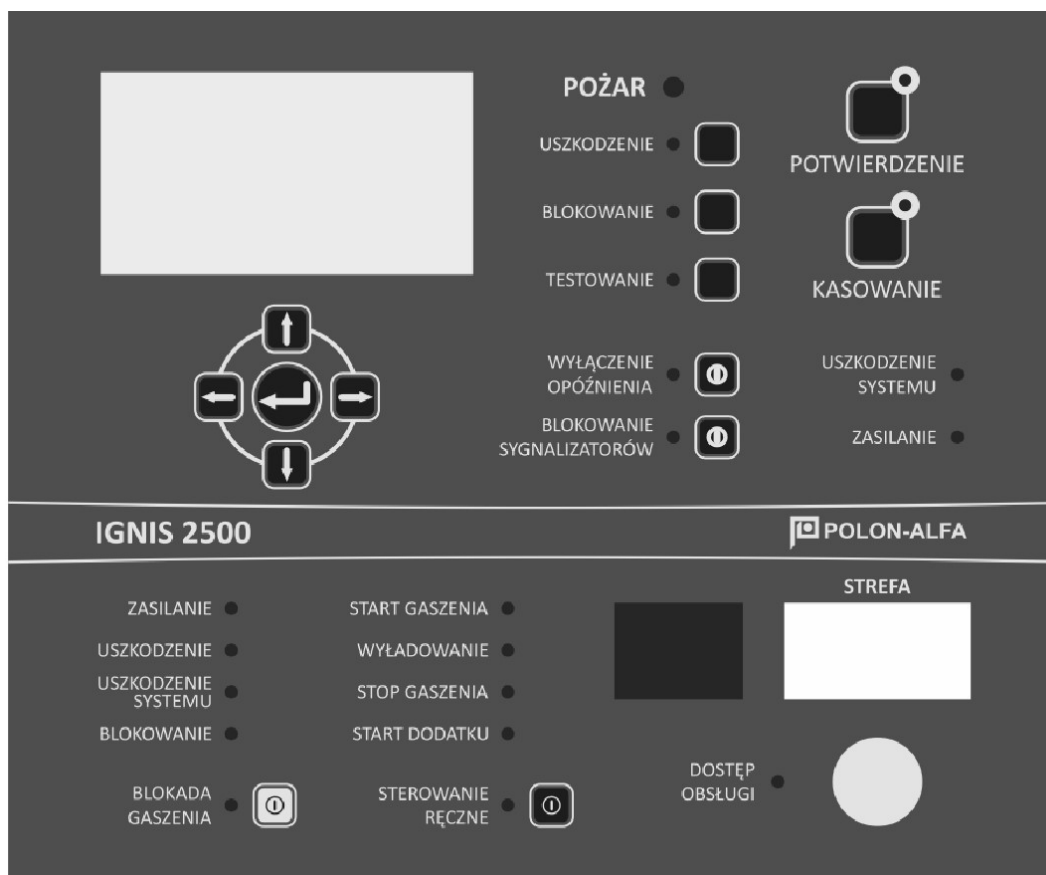 POŻAR
USZKODZENIE
BLOKOWANIE
TESTOWANIE
WYŁĄCZENIE
OPÓŹNIENIA
BLOKOWANIE
SYGNALIZATORÓW
POTWIERDZENIE
KASOWANIE
USZKODZENIE
SYSTEMU
ZASILANIE
IGNIS 2500
POLON-ALFA
ZASILANIE
USZKODZENIE
USZKODZENIE
SYSTEMU
BLOKOWANIE
BLOKADA
GASZENIA
START GASZENIA
WYŁADOWANIE
STOP GASZENIA
START DODATKU
STEROWANIE
RĘCZNE
STREFA
DOSTĘP
OBSŁUGI